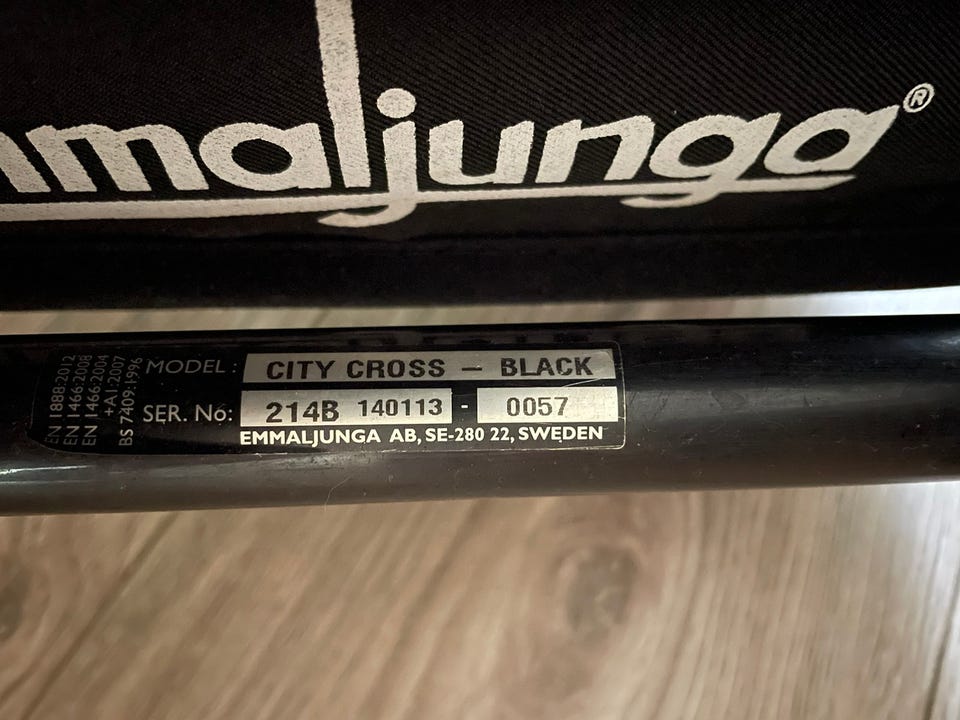 mmaljunga®
MODEL : CITY CROSS – BLACK
SER. No: 214B 140113 - 0057
EMMALJUNGA AB, SE-280 22, SWEDEN
EN 1888:2012
EN 1466:2008
EN 1466:2004
+A1:2007
BS 7409:1996